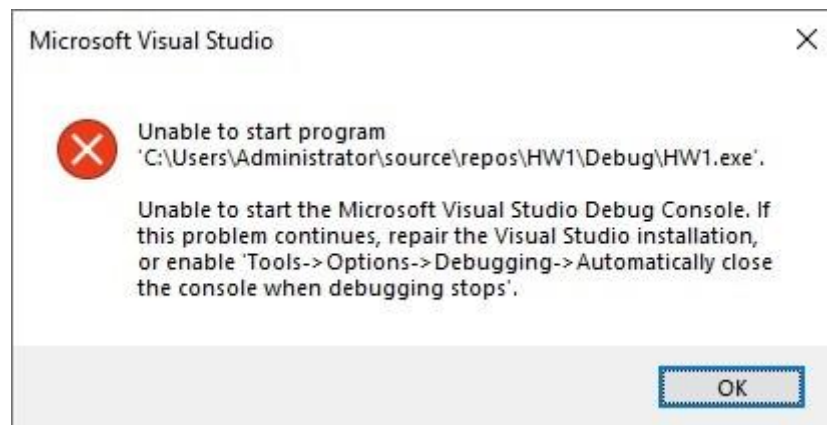 Microsoft Visual Studio
Unable to start program
'C:\Users\Administrator\source\repos\HW1\Debug\HW1.exe'.
Unable to start the Microsoft Visual Studio Debug Console. If
this problem continues, repair the Visual Studio installation,
or enable 'Tools->Options->Debugging->Automatically close
the console when debugging stops'.
OK